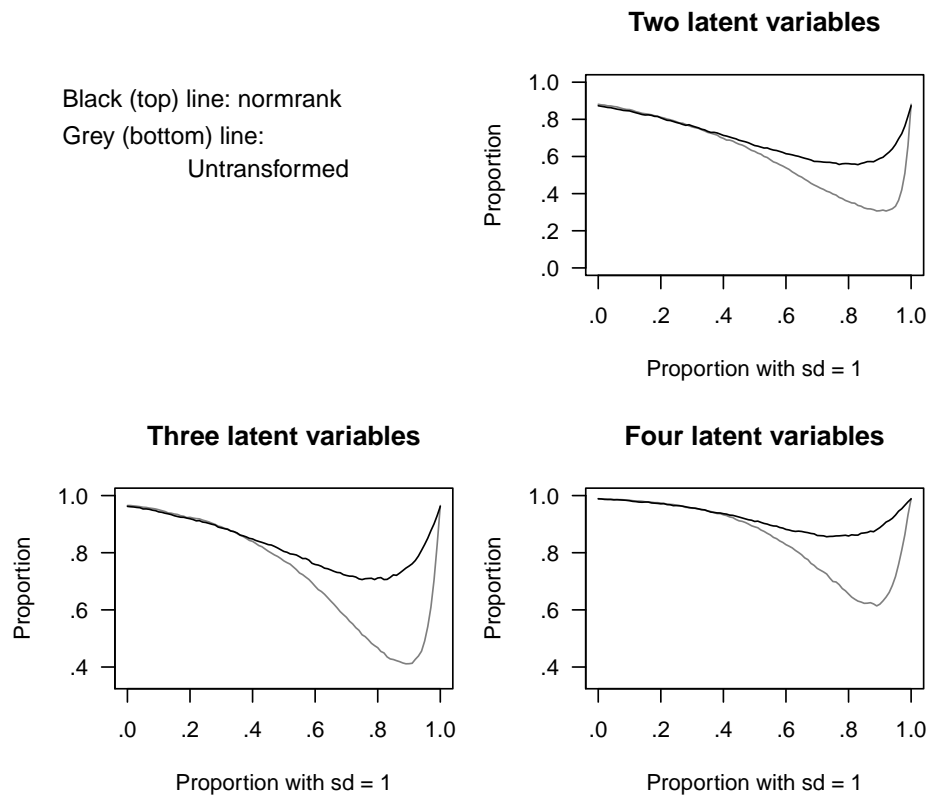 Black (top) line: normrank
Grey (bottom) line:
Untransformed
Two latent variables
Proportion
1.0
.8
.6
.4
.2
.0
.0 .2 .4 .6 .8 1.0
Proportion with sd = 1
Three latent variables
Proportion
1.0
.8
.6
.4
.0 .2 .4 .6 .8 1.0
Proportion with sd = 1
Four latent variables
Proportion
1.0
.8
.6
.4
.0 .2 .4 .6 .8 1.0
Proportion with sd = 1